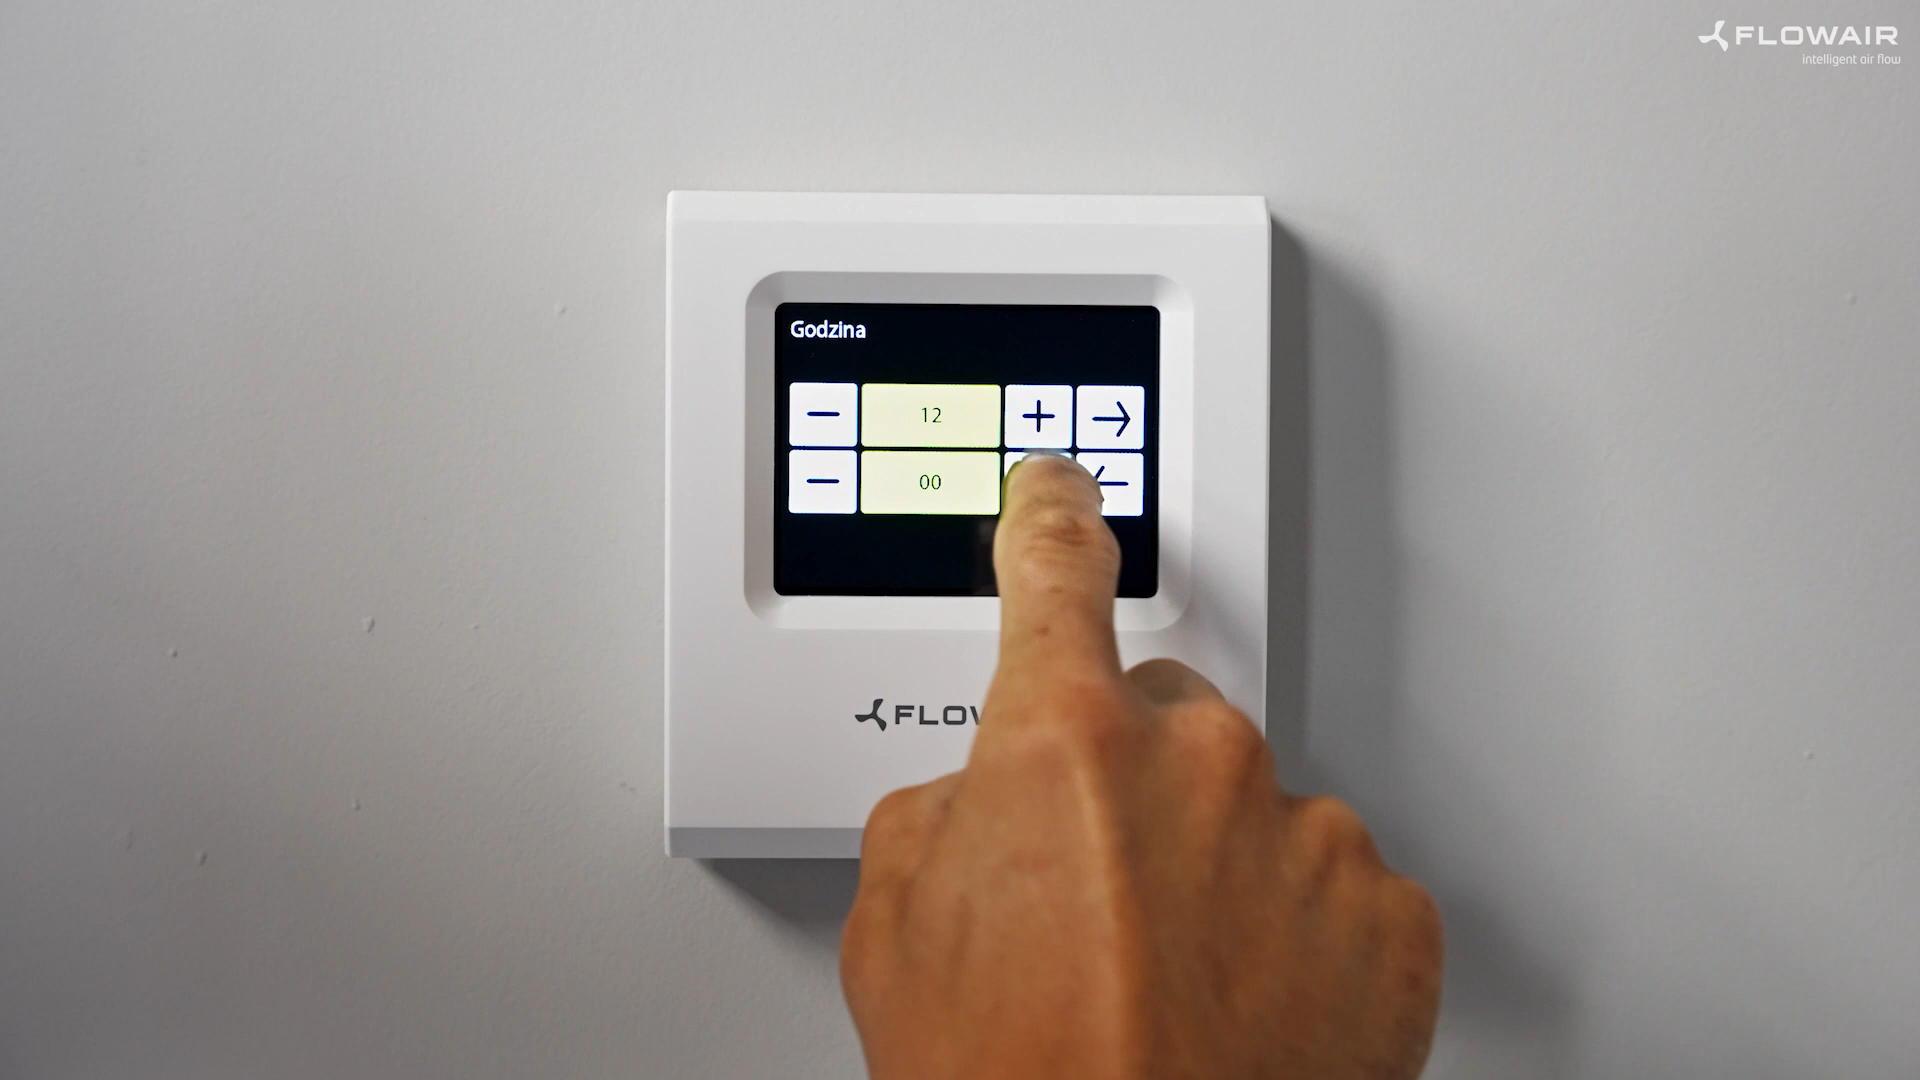 FLOWAIR
intelligent air flow
Godzina
12
00
FLOW